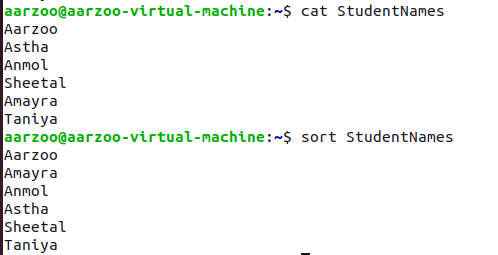 aarzoo@aarzoo-virtual-machine:~$ cat StudentNames
Aarzoo
Astha
Anmol
Sheetal
Amayra
Taniya
aarzoo@aarzoo-virtual-machine:~$ sort StudentNames
Aarzoo
Amayra
Anmol
Astha
Sheetal
Taniya